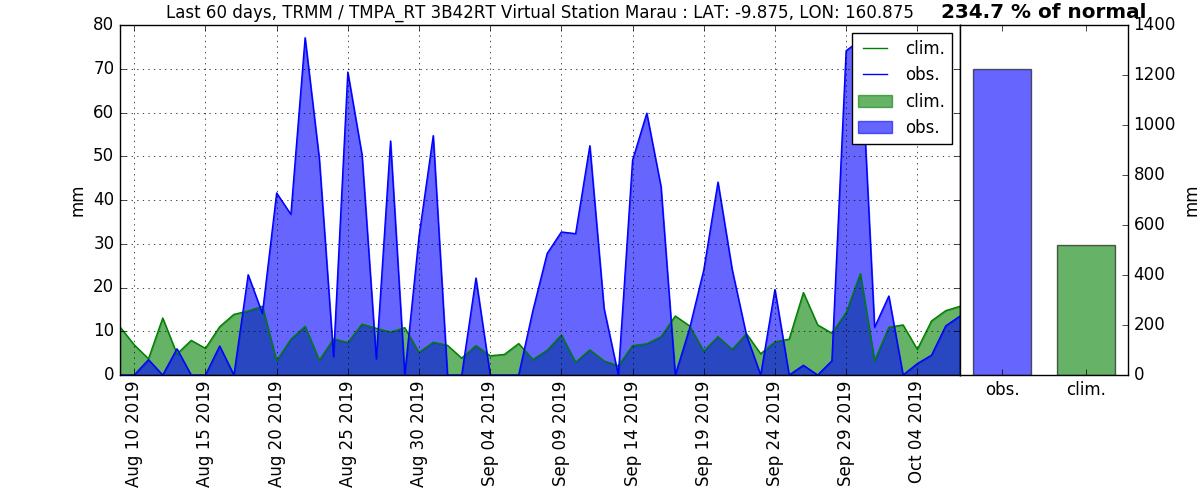 Last 60 days, TRMM / TMPA_RT 3B42RT Virtual Station Marau : LAT: -9.875, LON: 160.875
234.7 % of normal
80
70
60
50
40
30
20
10
0
mm
clim.
obs.
clim.
obs.
1400
1200
1000
800
600
400
200
0
mm
Aug 10 2019
Aug 15 2019
Aug 20 2019
Aug 25 2019
Aug 30 2019
Sep 04 2019
Sep 09 2019
Sep 14 2019
Sep 19 2019
Sep 24 2019
Sep 29 2019
Oct 04 2019
obs.
clim.